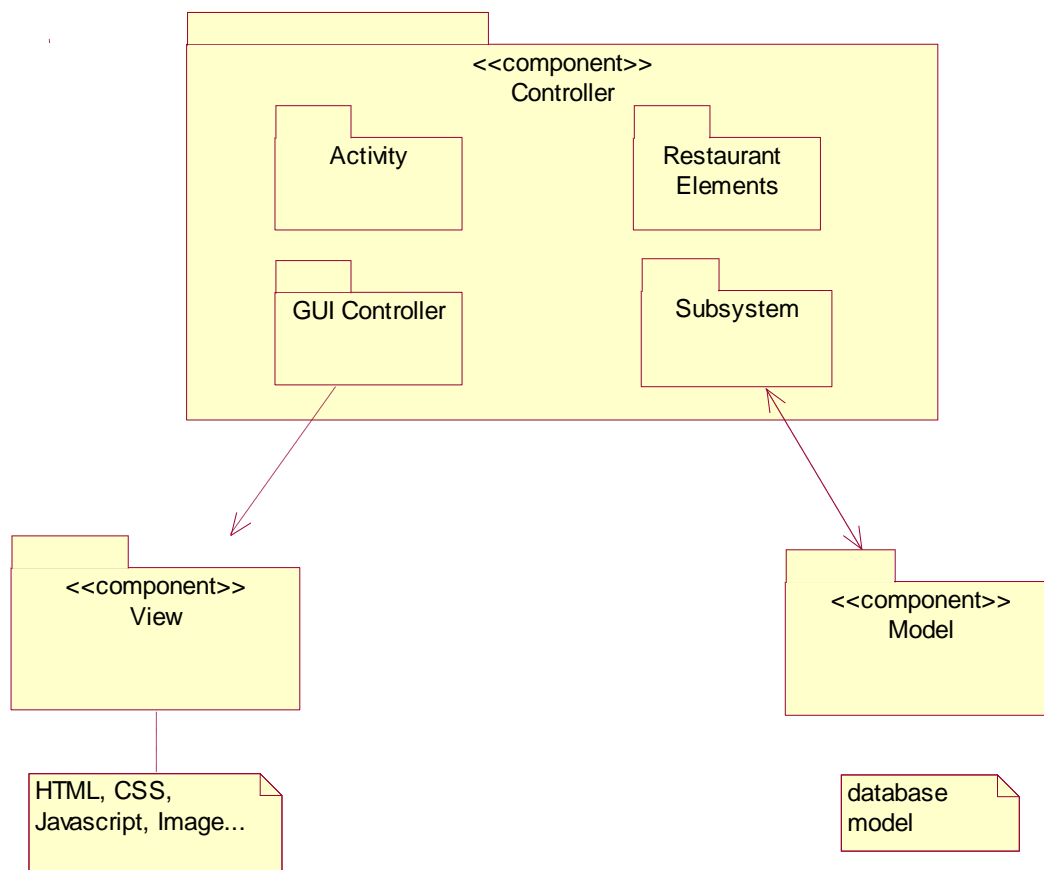 <<component>>
Controller
Activity
Restaurant
Elements
GUI Controller
Subsystem
<<component>>
View
<<component>>
Model
HTML, CSS,
Javascript, Image...
database
model